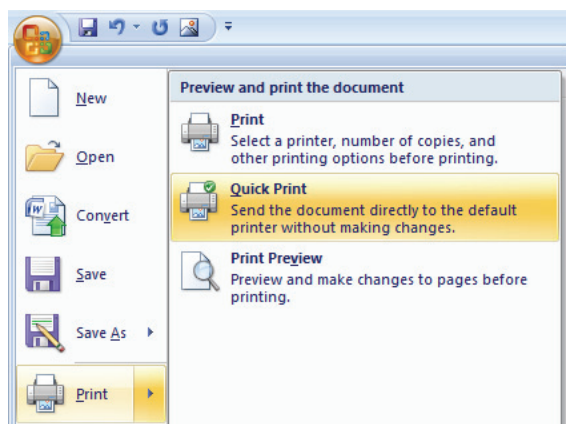 New
Open
Convert
Save
Save As
Print
Preview and print the document
Print
Select a printer, number of copies, and
other printing options before printing.
Quick Print
Send the document directly to the default
printer without making changes.
Print Preview
Preview and make changes to pages before
printing.